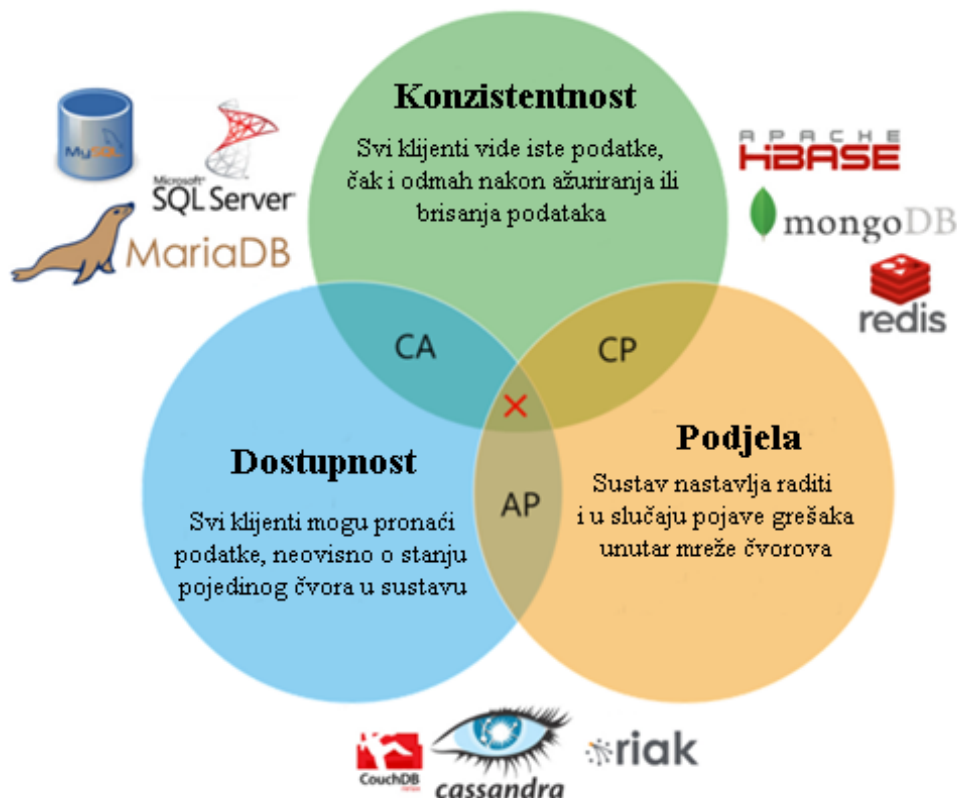 Konzistentnost
Svi klijenti vide iste podatke,
čak i odmah nakon ažuriranja ili
brisanja podataka
MySQL
Microsoft®
SQL Server
MariaDB
APACHE
HBASE
mongoDB
redis
CA
CP
Dostupnost
Svi klijenti mogu pronaći
podatke, neovisno o stanju
pojedinog čvora u sustavu
AP
Podjela
Sustav nastavlja raditi
i u slučaju pojave grešaka
unutar mreže čvorova
CouchDB
cassandra
riak